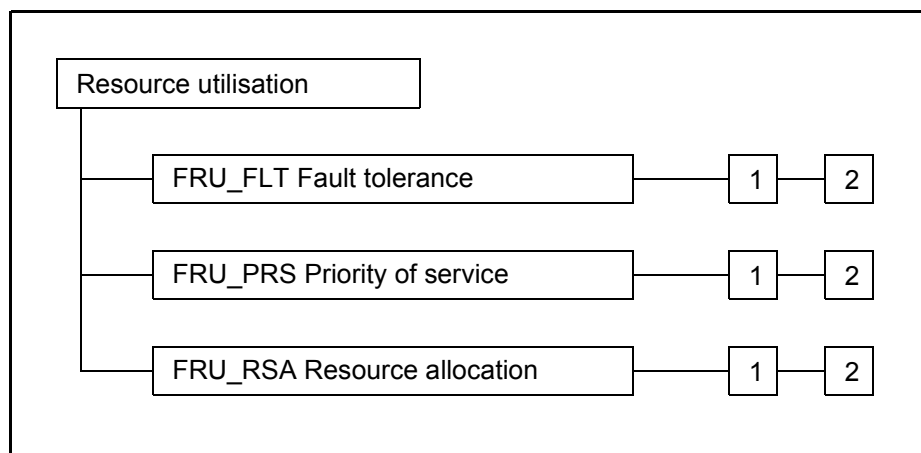 Resource utilisation
FRU_FLT Fault tolerance 1 2
FRU_PRS Priority of service 1 2
FRU_RSA Resource allocation 1 2